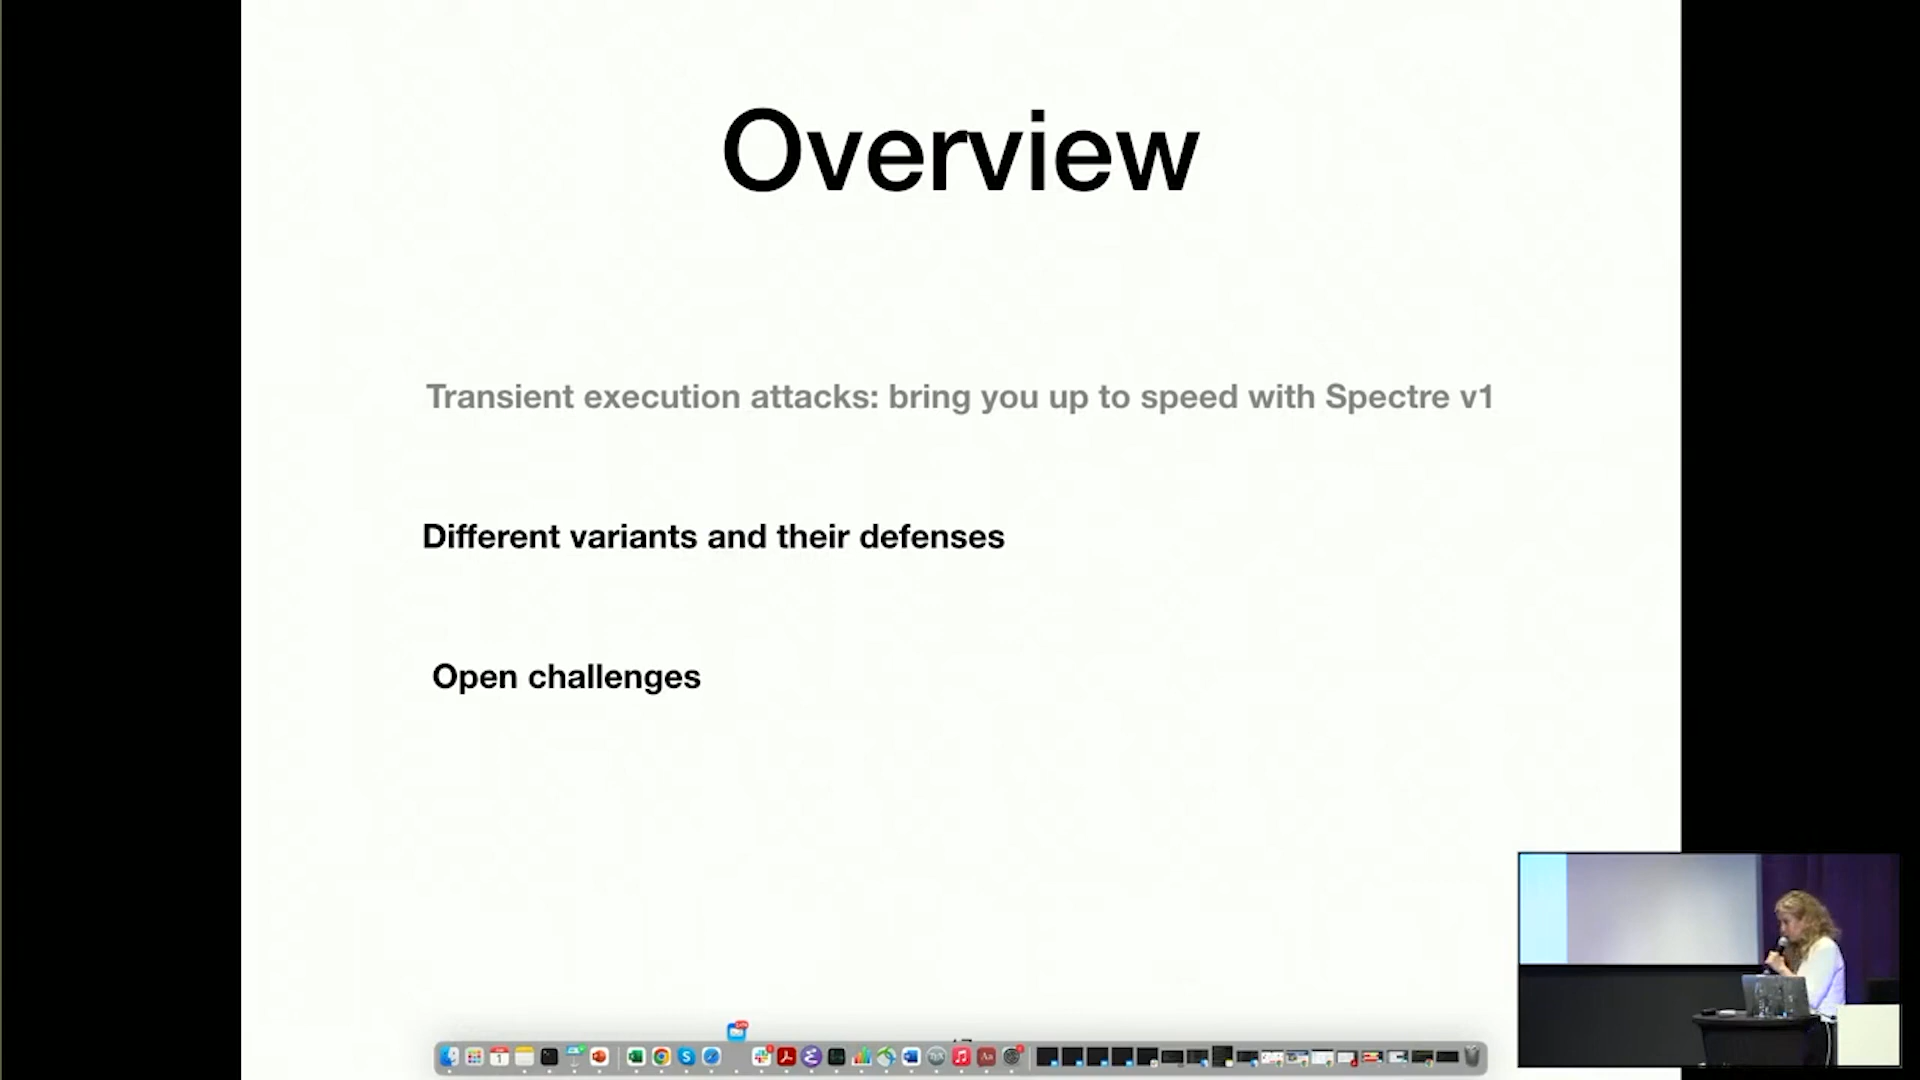 Overview
Transient execution attacks: bring you up to speed with Spectre v1
Different variants and their defenses
Open challenges